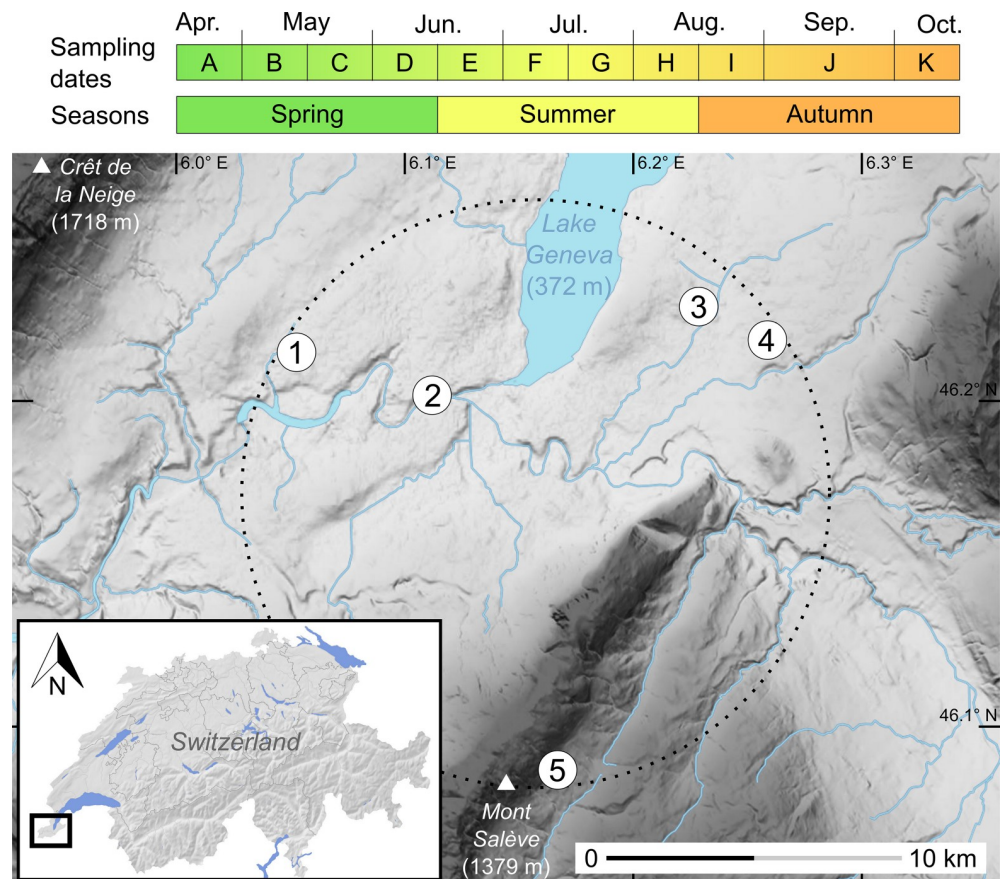 Apr. May Jun. Jul. Aug. Sep. Oct.
Sampling
dates
A B C D E F G H I J K
Seasons Spring Summer Autumn
6.0° E 6.1° E 6.2° E 6.3° E
Crêt de
la Neige
(1718 m)
Lake
Geneva
(372 m)
3
4
1
2
46.2° N
46.1° N
N
Switzerland
5
Mont
Salève
(1379 m)
0 10 km